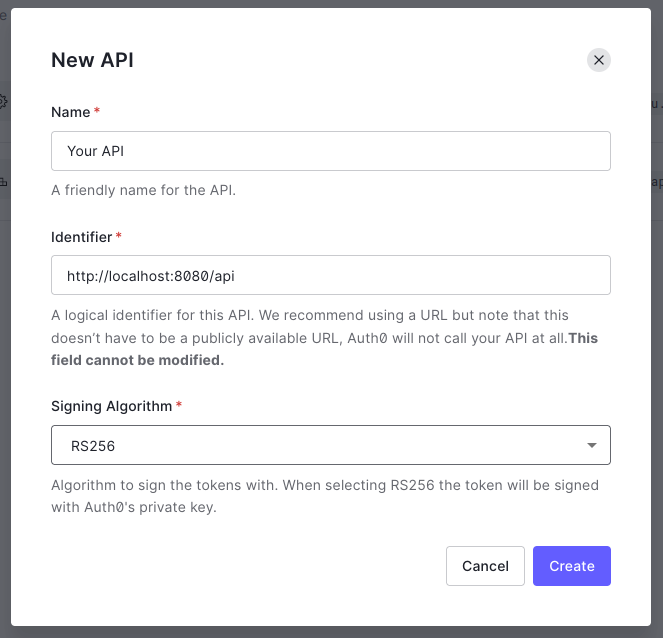 New API
Name *
Your API
A friendly name for the API.
Identifier *
http://localhost:8080/api
A logical identifier for this API. We recommend using a URL but note that this
doesn’t have to be a publicly available URL, Auth0 will not call your API at all.This
field cannot be modified.
Signing Algorithm *
RS256
Algorithm to sign the tokens with. When selecting RS256 the token will be signed
with Auth0's private key.
Cancel
Create